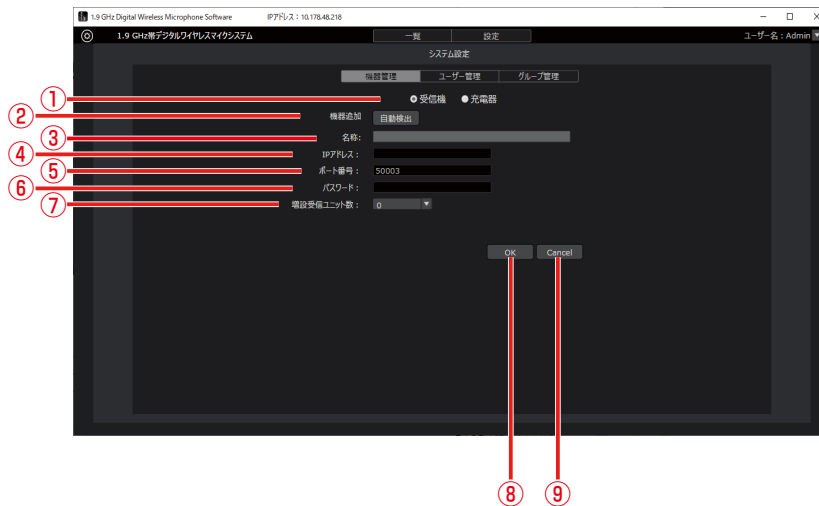 1.9 GHz Digital Wireless Microphone Software IPアドレス：10.178.48.218
1.9 GHz帯デジタルワイヤレスマイクシステム 一覧 設定 ユーザー名：Admin
システム設定
機器管理 ユーザー管理 グループ管理
① 受信機 充電器
② 機器追加 自動検出
③ 名称:
④ IPアドレス：
⑤ ポート番号： 50003
⑥ パスワード：
⑦ 増設受信ユニット数： 0
OK Cancel
⑧ ⑨